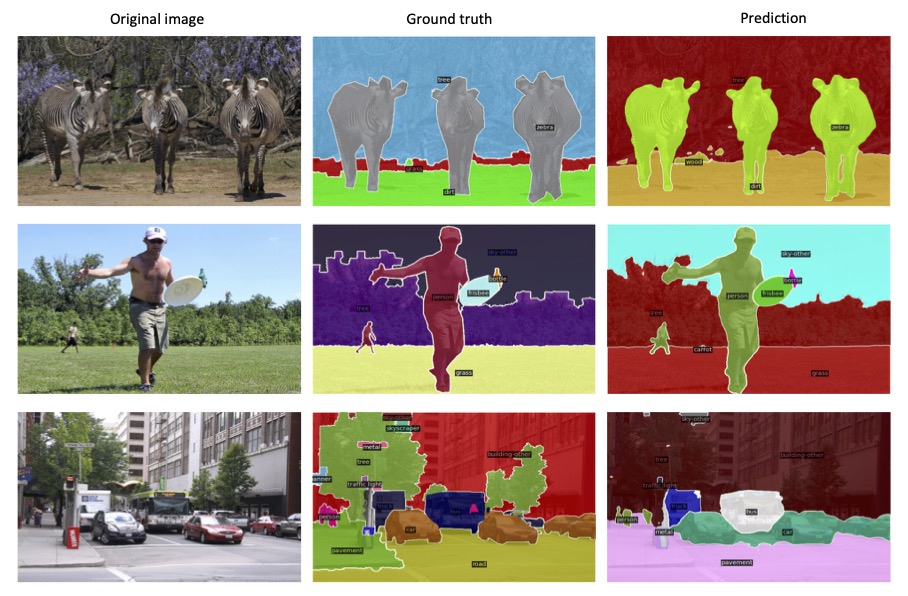 Original image
Ground truth
Prediction
tree
zebra
grass
dirt
tree
zebra
wood
dirt
sky-other
bottle
frisbee
person
tree
grass
sky-other
bottle
person
frisbee
tree
carrot
grass
skyscraper
metal
tree
building-other
traffic light
truck
bus
person
car
pavement
road
sky-other
tree
building-other
traffic light
truck
bus
person
metal
car
pavement